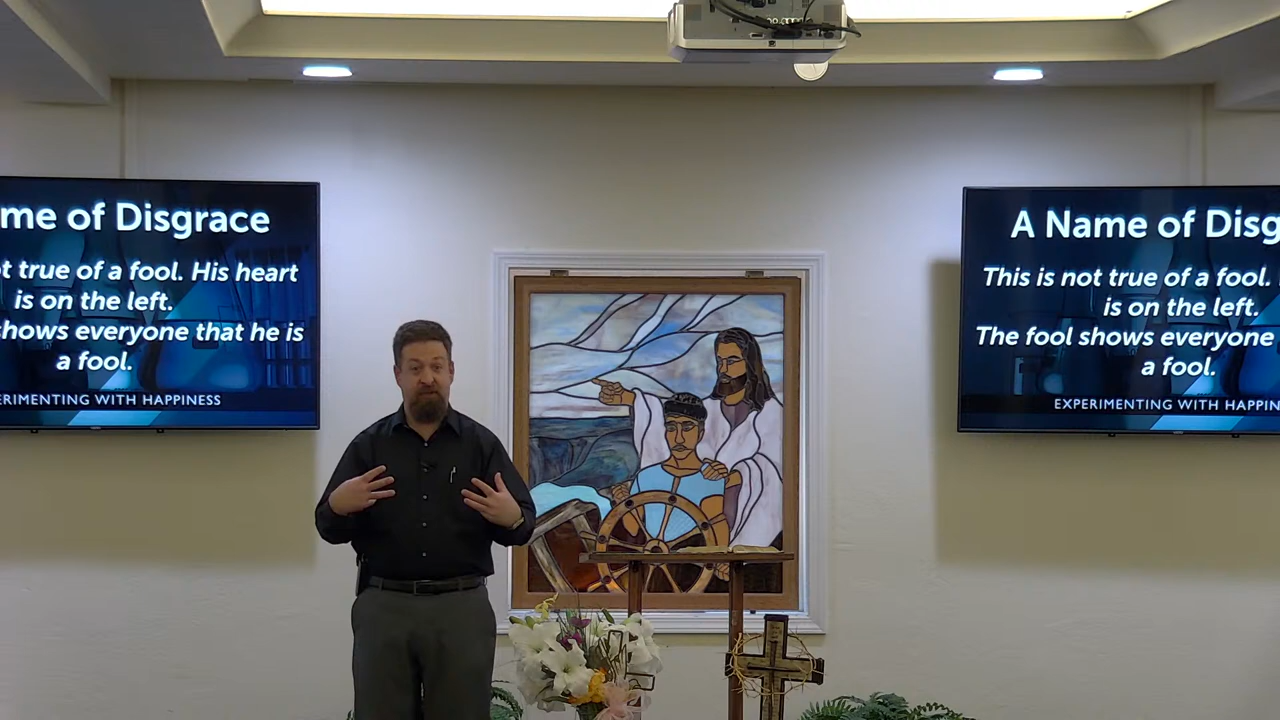 me of Disgrace
t true of a fool. His heart
is on the left.
shows everyone that he is
a fool.
ERIMENTING WITH HAPPINESS
A Name of Disg
This is not true of a fool.
is on the left.
The fool shows everyone
a fool.
EXPERIMENTING WITH HAPPIN